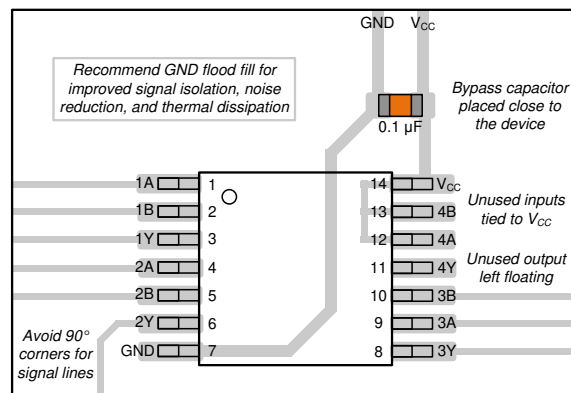 GND V_CC
Recommend GND flood fill for
improved signal isolation, noise
reduction, and thermal dissipation
0.1 µF
Bypass capacitor
placed close to
the device
1A 1 14 V_CC
1B 2 13 4B
1Y 3 12 4A
2A 4 11 4Y
2B 5 10 3B
2Y 6 9 3A
GND 7 8 3Y
Unused inputs
tied to V_CC
Unused output
left floating
Avoid 90°
corners for
signal lines